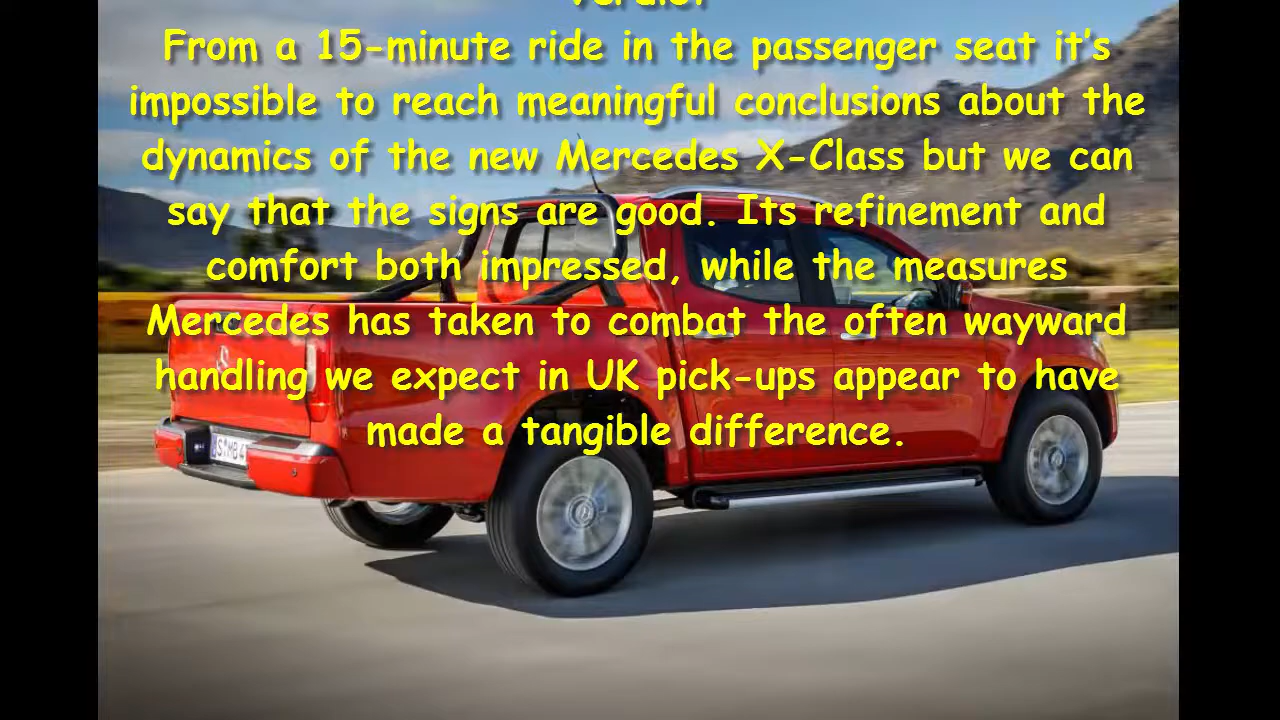 From a 15-minute ride in the passenger seat it's
impossible to reach meaningful conclusions about the
dynamics of the new Mercedes X-Class but we can
say that the signs are good. Its refinement and
comfort both impressed, while the measures
Mercedes has taken to combat the often wayward
handling we expect in UK pick-ups appear to have
made a tangible difference.